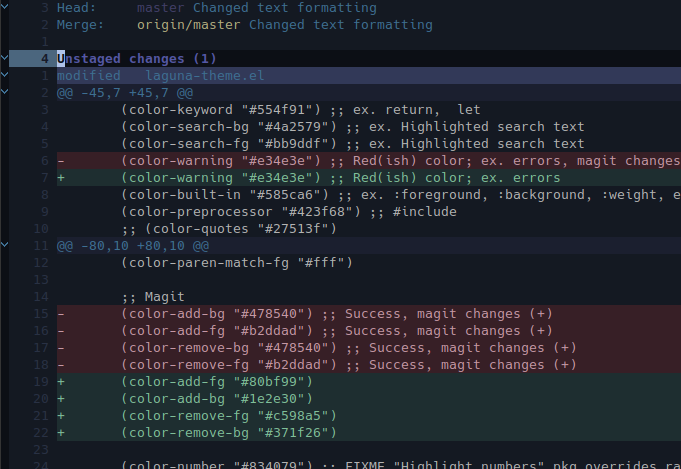 3 Head:     master Changed text formatting
2 Merge:    origin/master Changed text formatting
1
4 Unstaged changes (1)
1 modified   laguna-theme.el
2 @@ -45,7 +45,7 @@
3         (color-keyword "#554f91") ;; ex. return,  let
4         (color-search-bg "#4a2579") ;; ex. Highlighted search text
5         (color-search-fg "#bb9ddf") ;; ex. Highlighted search text
6 -       (color-warning "#e34e3e") ;; Red(ish) color; ex. errors, magit changes
7 +       (color-warning "#e34e3e") ;; Red(ish) color; ex. errors
8         (color-built-in "#585ca6") ;; ex. :foreground, :background, :weight, e
9         (color-preprocessor "#423f68") ;; #include
10         ;; (color-quotes "#27513f")
11 @@ -80,10 +80,10 @@
12         (color-paren-match-fg "#fff")
13
14         ;; Magit
15 -       (color-add-bg "#478540") ;; Success, magit changes (+)
16 -       (color-add-fg "#b2ddad") ;; Success, magit changes (+)
17 -       (color-remove-bg "#478540") ;; Success, magit changes (+)
18 -       (color-remove-fg "#b2ddad") ;; Success, magit changes (+)
19 +       (color-add-fg "#80bf99")
20 +       (color-add-bg "#1e2e30")
21 +       (color-remove-fg "#c598a5")
22 +       (color-remove-bg "#371f26")
23
24         (color-number "#834079") ;; FIXME "Highlight numbers" pkg overrides ra